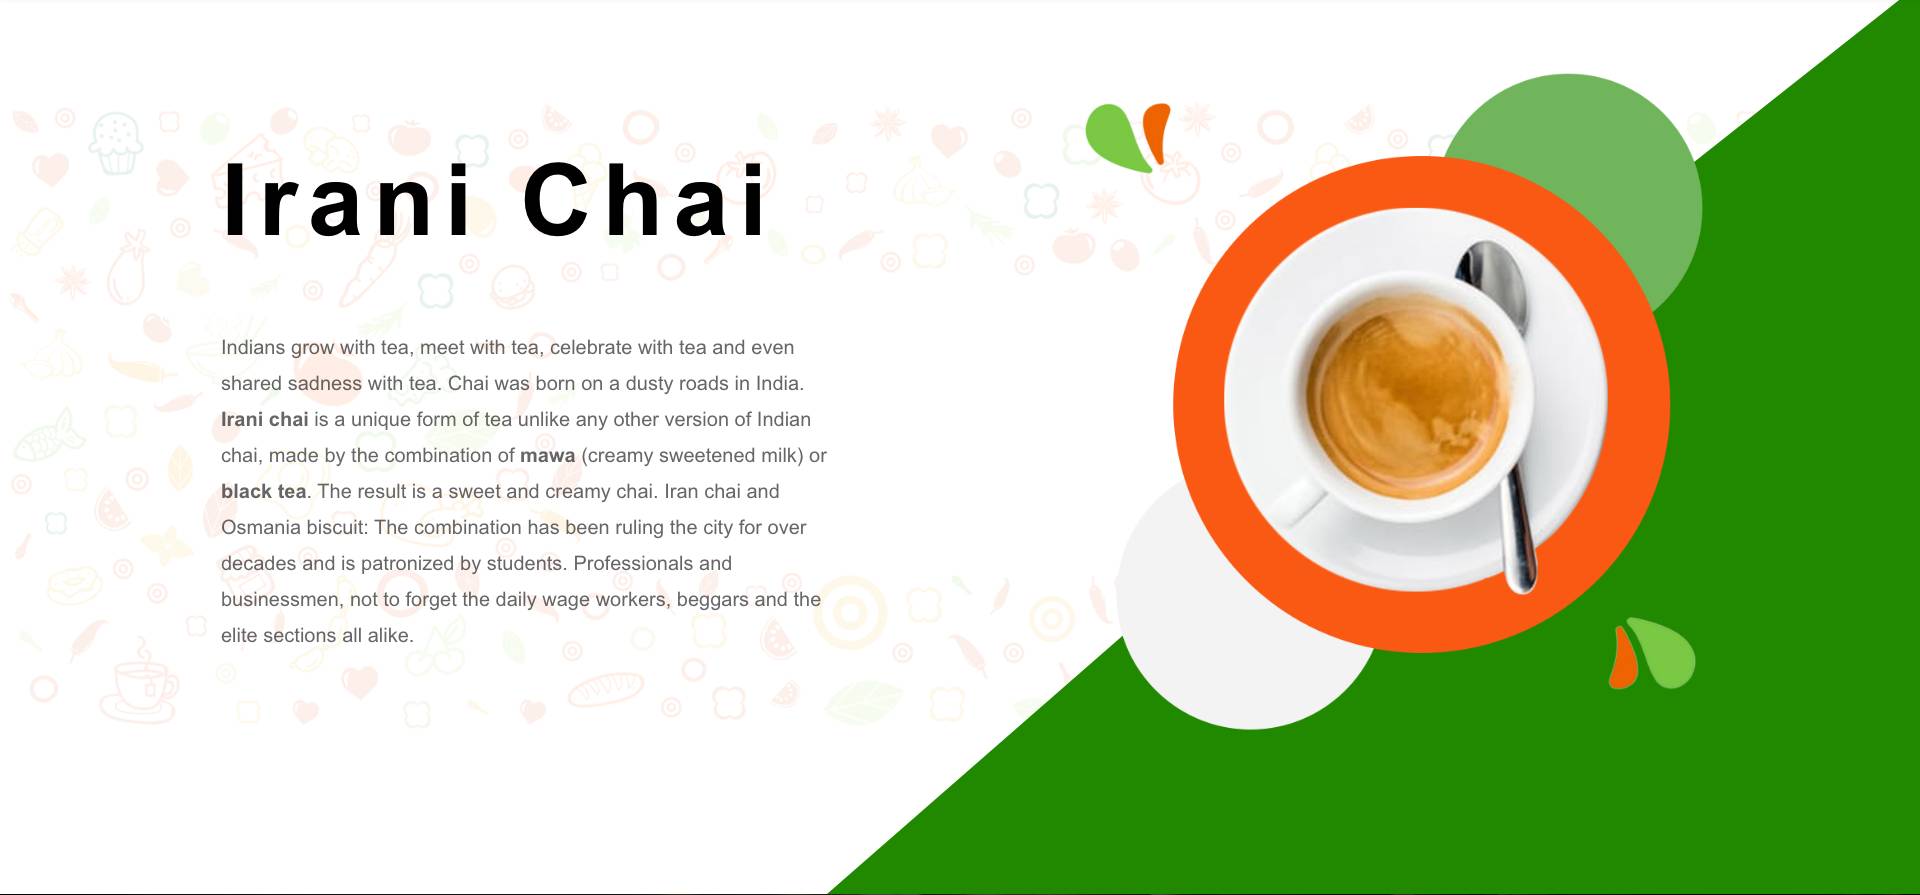 Irani Chai
Indians grow with tea, meet with tea, celebrate with tea and even
shared sadness with tea. Chai was born on a dusty roads in India.
Irani chai is a unique form of tea unlike any other version of Indian
chai, made by the combination of mawa (creamy sweetened milk) or
black tea. The result is a sweet and creamy chai. Iran chai and
Osmania biscuit: The combination has been ruling the city for over
decades and is patronized by students. Professionals and
businessmen, not to forget the daily wage workers, beggars and the
elite sections all alike.